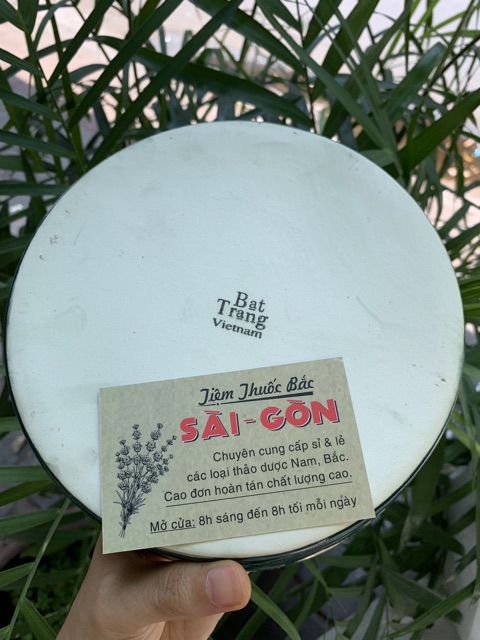 Bat
Trang
Vietnam
Tiệm Thuốc Bắc
SÀI-GÒN
Chuyên cung cấp sỉ & lẻ
các loại thảo dược Nam, Bắc.
Cao đơn hoàn tán chất lượng cao.
Mở cửa: 8h sáng đến 8h tối mỗi ngày